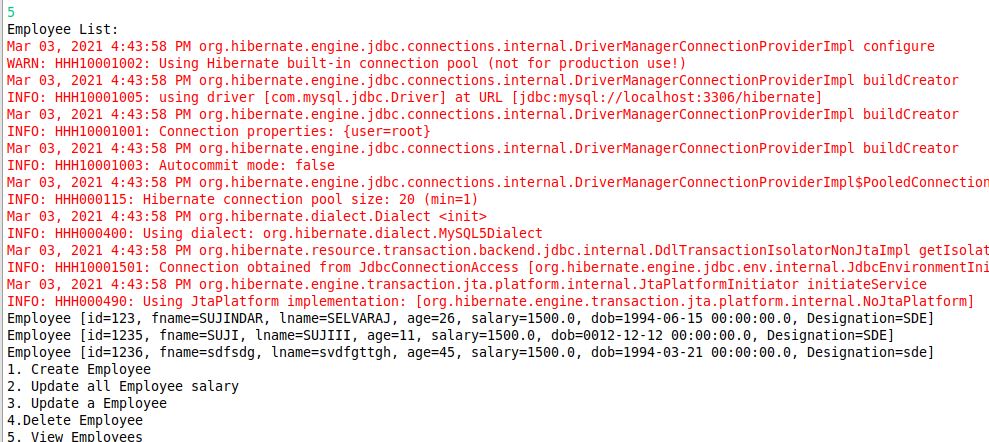 5
Employee List:
Mar 03, 2021 4:43:58 PM org.hibernate.engine.jdbc.connections.internal.DriverManagerConnectionProviderImpl configure
WARN: HHH10001002: Using Hibernate built-in connection pool (not for production use!)
Mar 03, 2021 4:43:58 PM org.hibernate.engine.jdbc.connections.internal.DriverManagerConnectionProviderImpl buildCreator
INFO: HHH10001005: using driver [com.mysql.jdbc.Driver] at URL [jdbc:mysql://localhost:3306/hibernate]
Mar 03, 2021 4:43:58 PM org.hibernate.engine.jdbc.connections.internal.DriverManagerConnectionProviderImpl buildCreator
INFO: HHH10001001: Connection properties: {user=root}
Mar 03, 2021 4:43:58 PM org.hibernate.engine.jdbc.connections.internal.DriverManagerConnectionProviderImpl buildCreator
INFO: HHH10001003: Autocommit mode: false
Mar 03, 2021 4:43:58 PM org.hibernate.engine.jdbc.connections.internal.DriverManagerConnectionProviderImpl$PooledConnection
INFO: HHH000115: Hibernate connection pool size: 20 (min=1)
Mar 03, 2021 4:43:58 PM org.hibernate.dialect.Dialect <init>
INFO: HHH000400: Using dialect: org.hibernate.dialect.MySQL5Dialect
Mar 03, 2021 4:43:58 PM org.hibernate.resource.transaction.backend.jdbc.internal.DdlTransactionIsolatorNonJtaImpl getIsolat
INFO: HHH10001501: Connection obtained from JdbcConnectionAccess [org.hibernate.engine.jdbc.env.internal.JdbcEnvironmentIni
Mar 03, 2021 4:43:58 PM org.hibernate.engine.transaction.jta.platform.internal.JtaPlatformInitiator initiateService
INFO: HHH000490: Using JtaPlatform implementation: [org.hibernate.engine.transaction.jta.platform.internal.NoJtaPlatform]
Employee [id=123, fname=SUJINDAR, lname=SELVARAJ, age=26, salary=1500.0, dob=1994-06-15 00:00:00.0, Designation=SDE]
Employee [id=1235, fname=SUJI, lname=SUJIII, age=11, salary=1500.0, dob=0012-12-12 00:00:00.0, Designation=SDE]
Employee [id=1236, fname=sdfsdg, lname=svdfgttgh, age=45, salary=1500.0, dob=1994-03-21 00:00:00.0, Designation=sde]
1. Create Employee
2. Update all Employee salary
3. Update a Employee
4.Delete Employee
5. View Employees